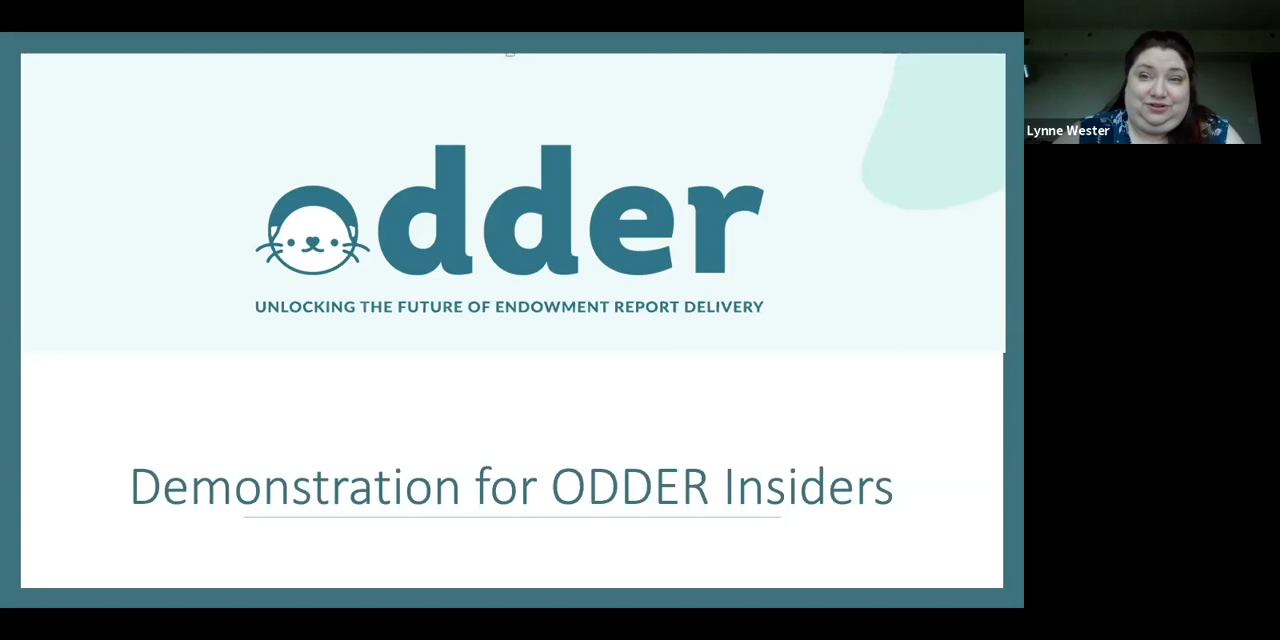 odder
UNLOCKING THE FUTURE OF ENDOWMENT REPORT DELIVERY
Demonstration for ODDER Insiders
Lynne Wester